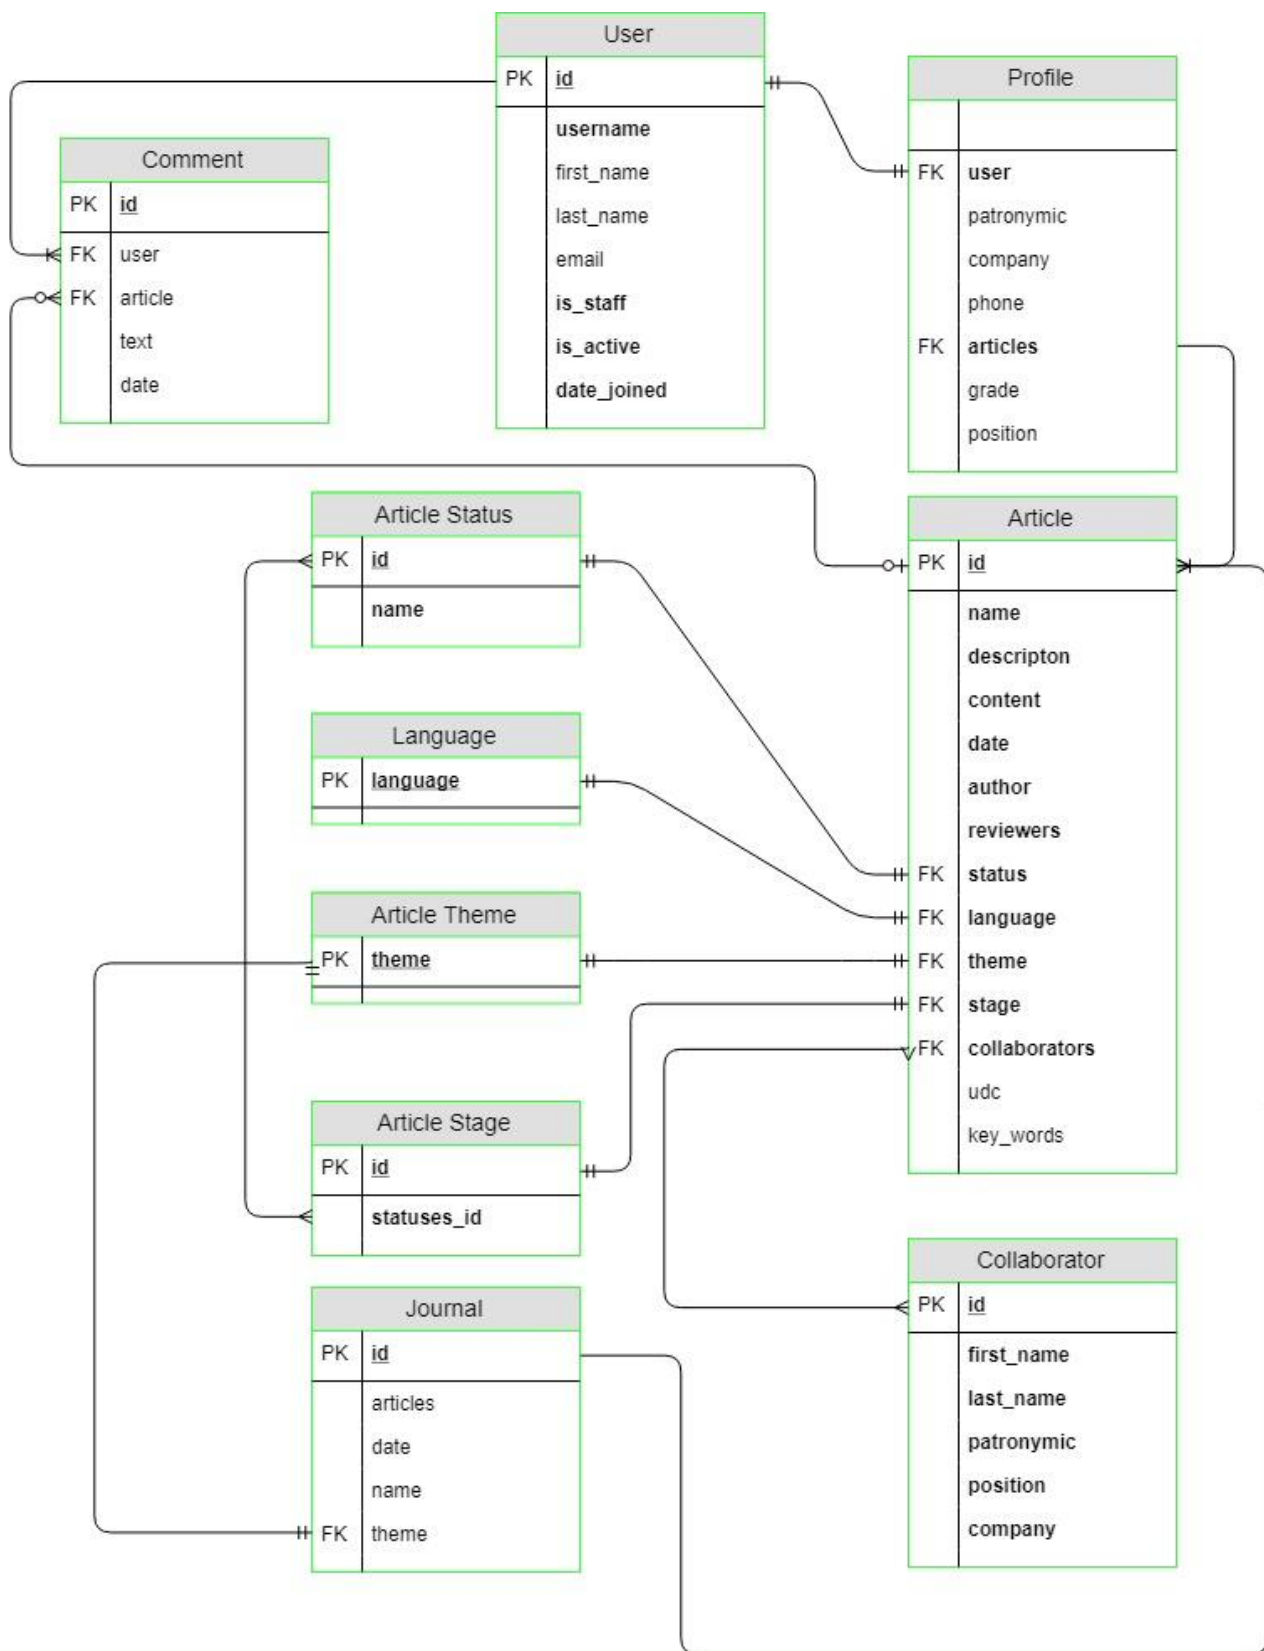 User
PK id
username
first_name
last_name
email
is_staff
is_active
date_joined
Profile
FK user
patronymic
company
phone
FK articles
grade
position
Comment
PK id
FK user
FK article
text
date
Article Status
PK id
name
Article
PK id
name
descripton
content
date
author
reviewers
FK status
FK language
FK theme
FK stage
FK collaborators
udc
key_words
Language
PK language
Article Theme
PK theme
Article Stage
PK id
statuses_id
Journal
PK id
articles
date
name
FK theme
Collaborator
PK id
first_name
last_name
patronymic
position
company